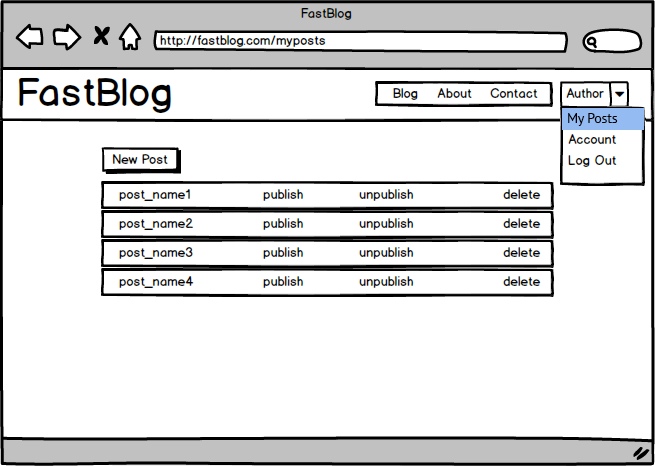 FastBlog
http://fastblog.com/myposts
FastBlog
Blog About Contact
Author
My Posts
Account
Log Out
New Post
post_name1 publish unpublish delete
post_name2 publish unpublish delete
post_name3 publish unpublish delete
post_name4 publish unpublish delete